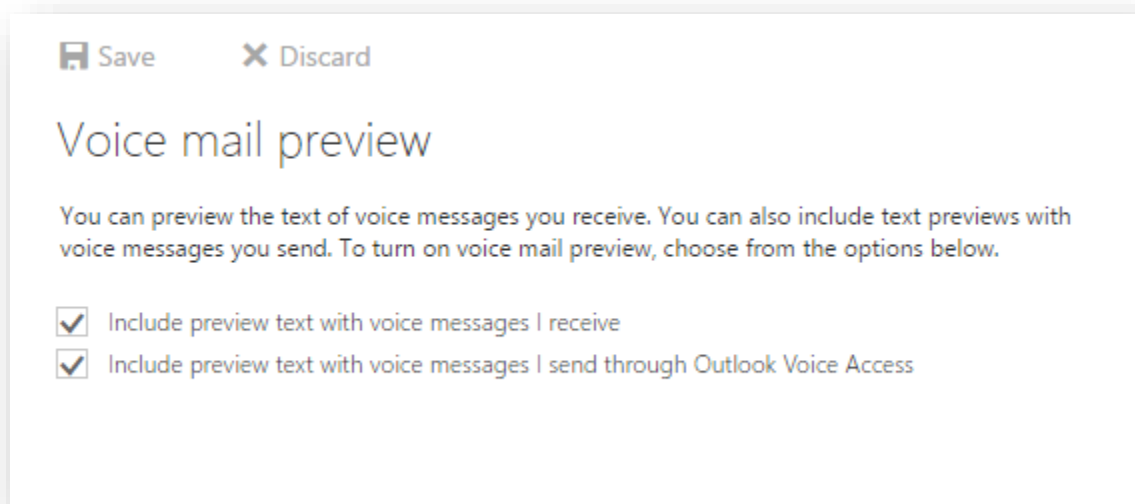 Save
Discard
Voice mail preview
You can preview the text of voice messages you receive. You can also include text previews with
voice messages you send. To turn on voice mail preview, choose from the options below.
Include preview text with voice messages I receive
Include preview text with voice messages I send through Outlook Voice Access